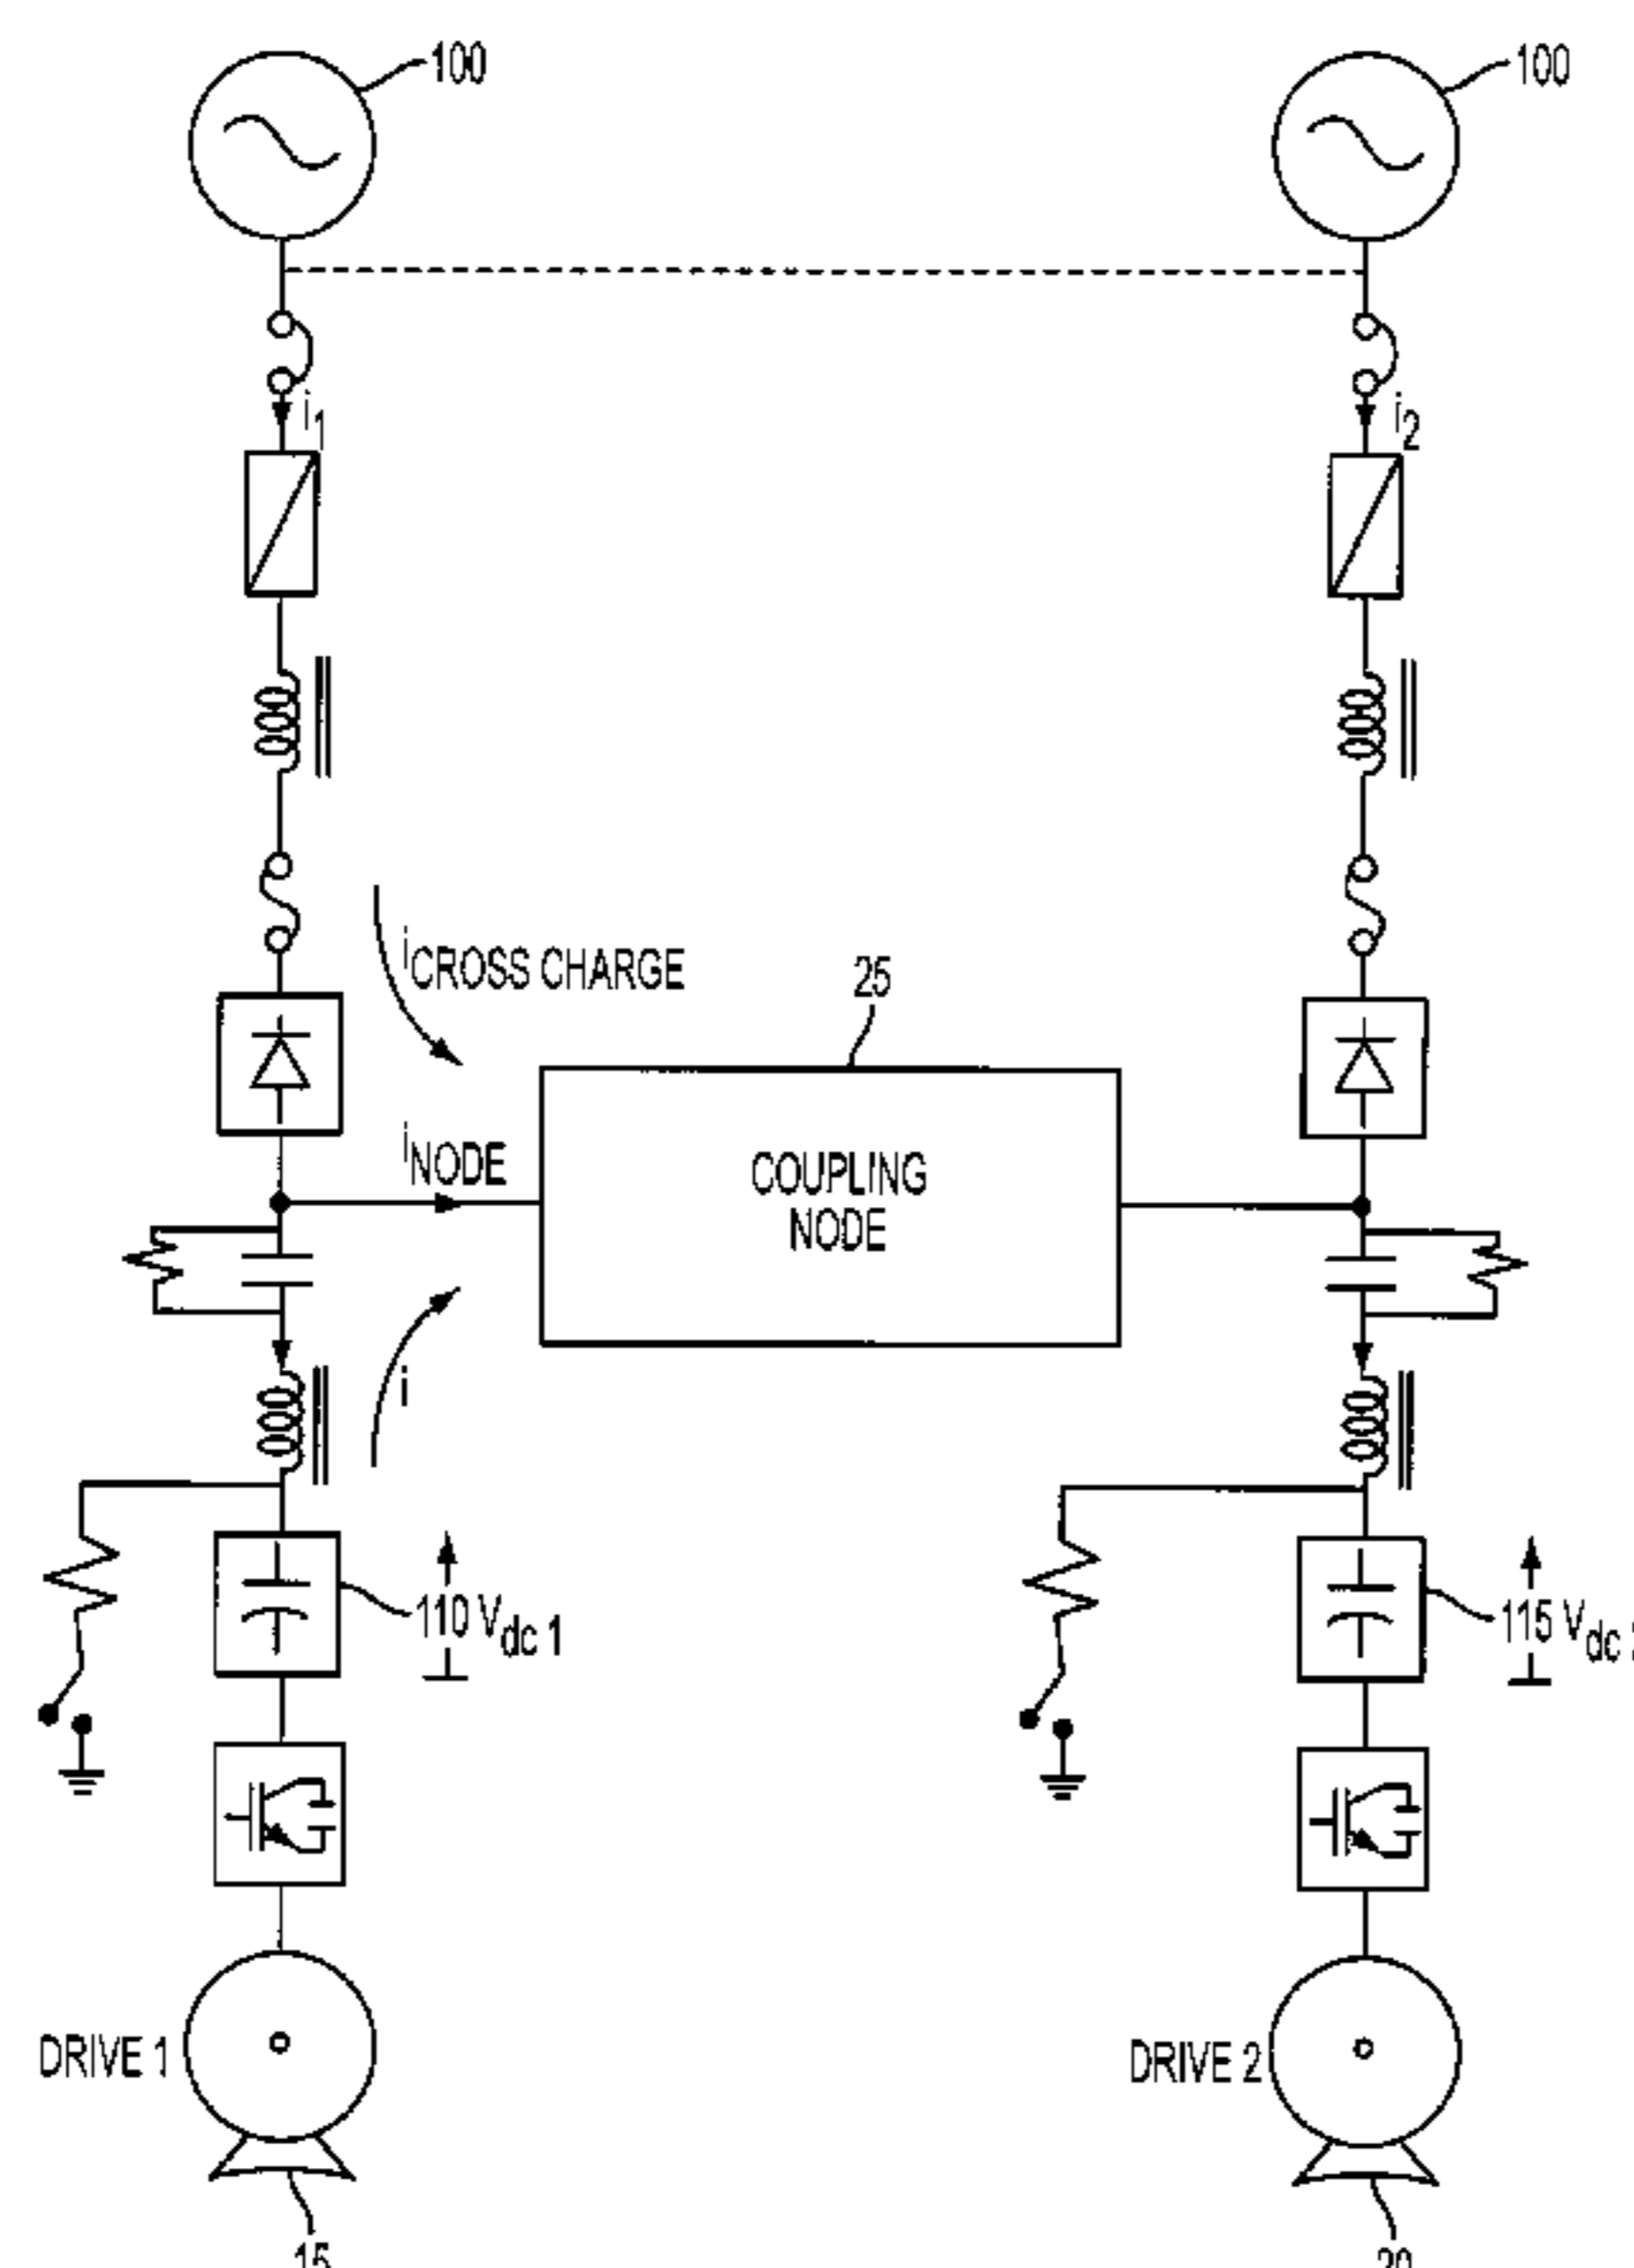 100
100
i1
i2
iCROSS CHARGE
25
iNODE
COUPLING
NODE
i
110 Vdc 1
115 Vdc
DRIVE 1
DRIVE 2
15
20